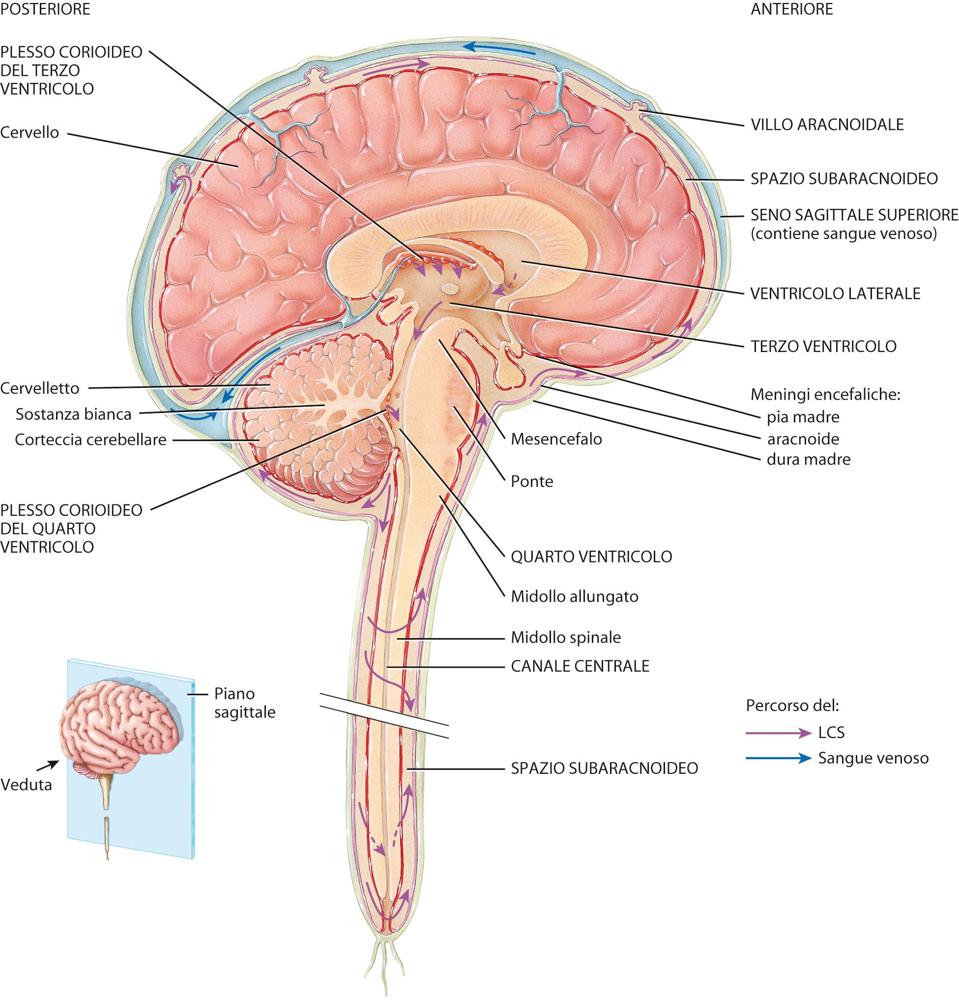 POSTERIORE
ANTERIORE
PLESSO CORIOIDEO
DEL TERZO
VENTRICOLO
Cervello
VILLO ARACNOIDALE
SPAZIO SUBARACNOIDEO
SENO SAGITTALE SUPERIORE
(contiene sangue venoso)
VENTRICOLO LATERALE
TERZO VENTRICOLO
Cervelletto
Sostanza bianca
Corteccia cerebellare
Meningi encefaliche:
pia madre
aracnoide
dura madre
Mesencefalo
Ponte
PLESSO CORIOIDEO
DEL QUARTO
VENTRICOLO
QUARTO VENTRICOLO
Midollo allungato
Midollo spinale
CANALE CENTRALE
Piano
sagittale
Veduta
SPAZIO SUBARACNOIDEO
Percorso del:
LCS
Sangue venoso